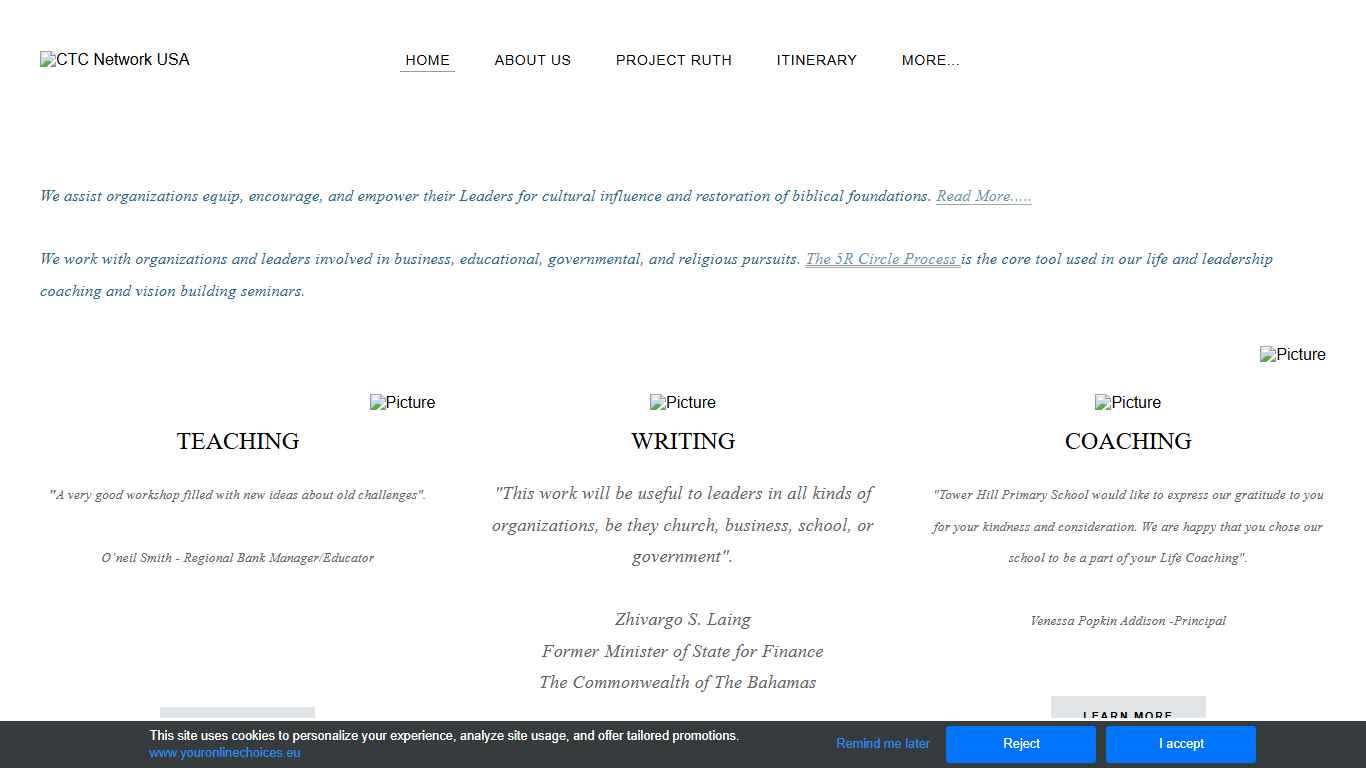 CTC Network USA
HOME
ABOUT US
PROJECT RUTH
ITINERARY
MORE...
We assist organizations equip, encourage, and empower their Leaders for cultural influence and restoration of biblical foundations. Read More.....
We work with organizations and leaders involved in business, educational, governmental, and religious pursuits. The 5R Circle Process is the core tool used in our life and leadership
coaching and vision building seminars.
Picture
Picture
TEACHING
"A very good workshop filled with new ideas about old challenges".
O'neil Smith - Regional Bank Manager/Educator
Picture
WRITING
"This work will be useful to leaders in all kinds of
organizations, be they church, business, school, or
government".
Zhivargo S. Laing
Former Minister of State for Finance
The Commonwealth of The Bahamas
Picture
COACHING
"Tower Hill Primary School would like to express our gratitude to you
for your kindness and consideration. We are happy that you chose our
school to be a part of your Life Coaching".
Venessa Popkin Addison -Principal
LEARN MORE
This site uses cookies to personalize your experience, analyze site usage, and offer tailored promotions.
www.youronlinechoices.eu
Remind me later
Reject
I accept